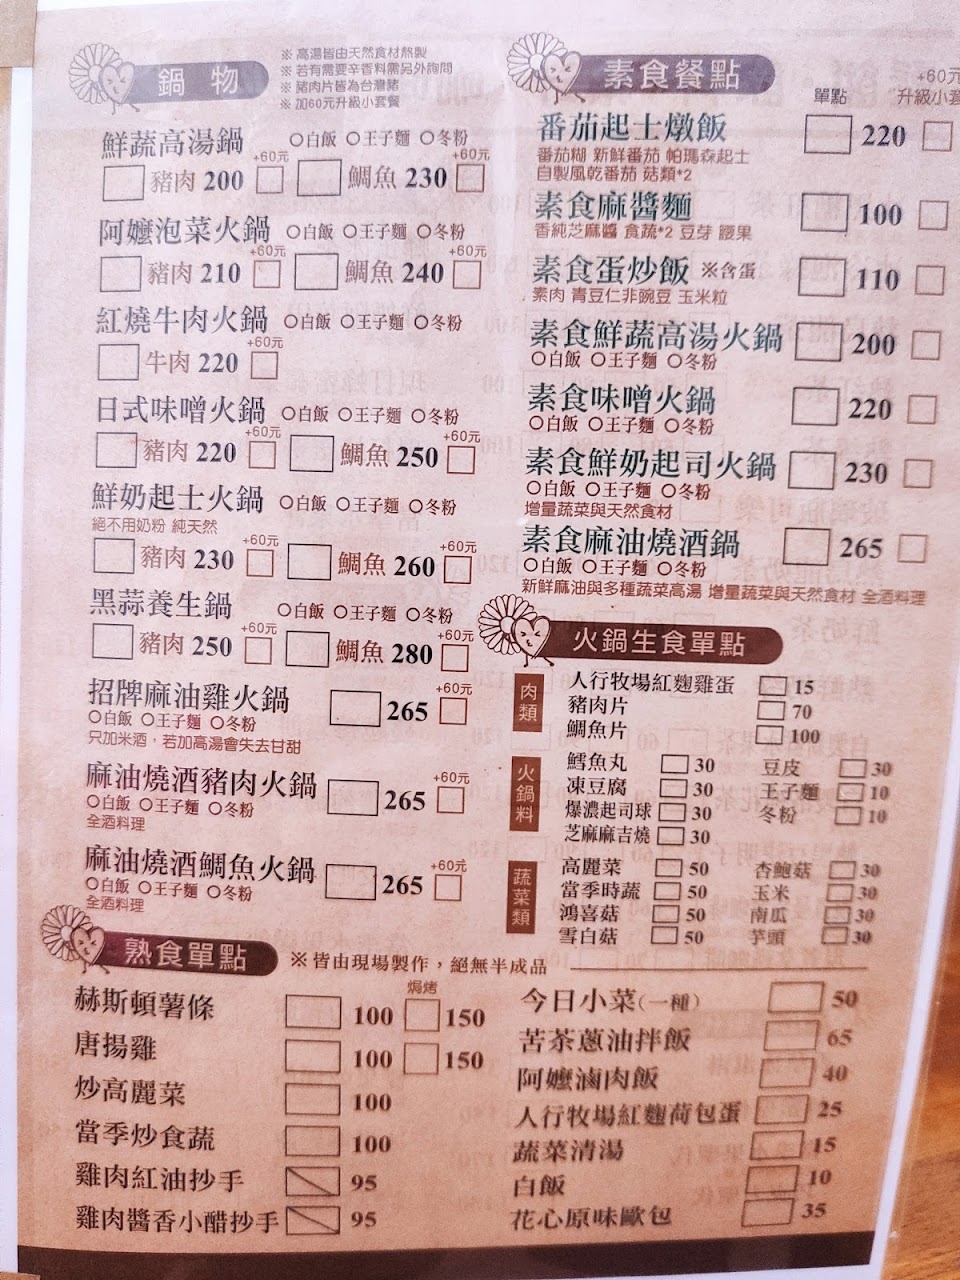 鍋物
※ 高湯皆由天然食材熬製
※ 若有需要辛香料需另外詢問
※ 豬肉片皆為台灣豬
※ 加60元升級小套餐
鮮蔬高湯鍋 ○白飯 ○王子麵 ○冬粉
豬肉 200 +60元 鯛魚 230 +60元
阿嬤泡菜火鍋 ○白飯 ○王子麵 ○冬粉
豬肉 210 +60元 鯛魚 240 +60元
紅燒牛肉火鍋 ○白飯 ○王子麵 ○冬粉
牛肉 220 +60元
日式味噌火鍋 ○白飯 ○王子麵 ○冬粉
豬肉 220 +60元 鯛魚 250 +60元
鮮奶起士火鍋 ○白飯 ○王子麵 ○冬粉
絕不用奶粉 純天然
豬肉 230 +60元 鯛魚 260 +60元
黑蒜養生鍋 ○白飯 ○王子麵 ○冬粉
豬肉 250 +60元 鯛魚 280 +60元
招牌麻油雞火鍋 265 +60元
○白飯 ○王子麵 ○冬粉
只加米酒，若加高湯會失去甘甜
麻油燒酒豬肉火鍋 265 +60元
○白飯 ○王子麵 ○冬粉
全酒料理
麻油燒酒鯛魚火鍋 265 +60元
○白飯 ○王子麵 ○冬粉
全酒料理
素食餐點
單點 +60元
升級小套
番茄起士燉飯 220
番茄糊 新鮮番茄 帕瑪森起士
自製風乾番茄 菇類*2
素食麻醬麵 100
香純芝麻醬 食蔬*2 豆芽 腰果
素食蛋炒飯 ※含蛋 110
素肉 青豆仁非豌豆 玉米粒
素食鮮蔬高湯火鍋 200
○白飯 ○王子麵 ○冬粉
素食味噌火鍋 220
○白飯 ○王子麵 ○冬粉
素食鮮奶起司火鍋 230
○白飯 ○王子麵 ○冬粉
增量蔬菜與天然食材
素食麻油燒酒鍋 265
○白飯 ○王子麵 ○冬粉
新鮮麻油與多種蔬菜高湯 增量蔬菜與天然食材 全酒料理
火鍋生食單點
肉類
人行牧場紅麴雞蛋 15
豬肉片 70
鯛魚片 100
火鍋料
鱈魚丸 30 豆皮 30
凍豆腐 30 王子麵 10
爆濃起司球 30 冬粉 10
芝麻麻吉燒 30
蔬菜類
高麗菜 50 杏鮑菇 30
當季時蔬 50 玉米 30
鴻喜菇 50 南瓜 30
雪白菇 50 芋頭 30
熟食單點 ※皆由現場製作，絕無半成品
焗烤
赫斯頓薯條 100 150
唐揚雞 100 150
炒高麗菜 100
當季炒食蔬 100
雞肉紅油抄手 95
雞肉醬香小醋抄手 95
今日小菜(一種) 50
苦茶蔥油拌飯 65
阿嬤滷肉飯 40
人行牧場紅麴荷包蛋 25
蔬菜清湯 15
白飯 10
花心原味歐包 35